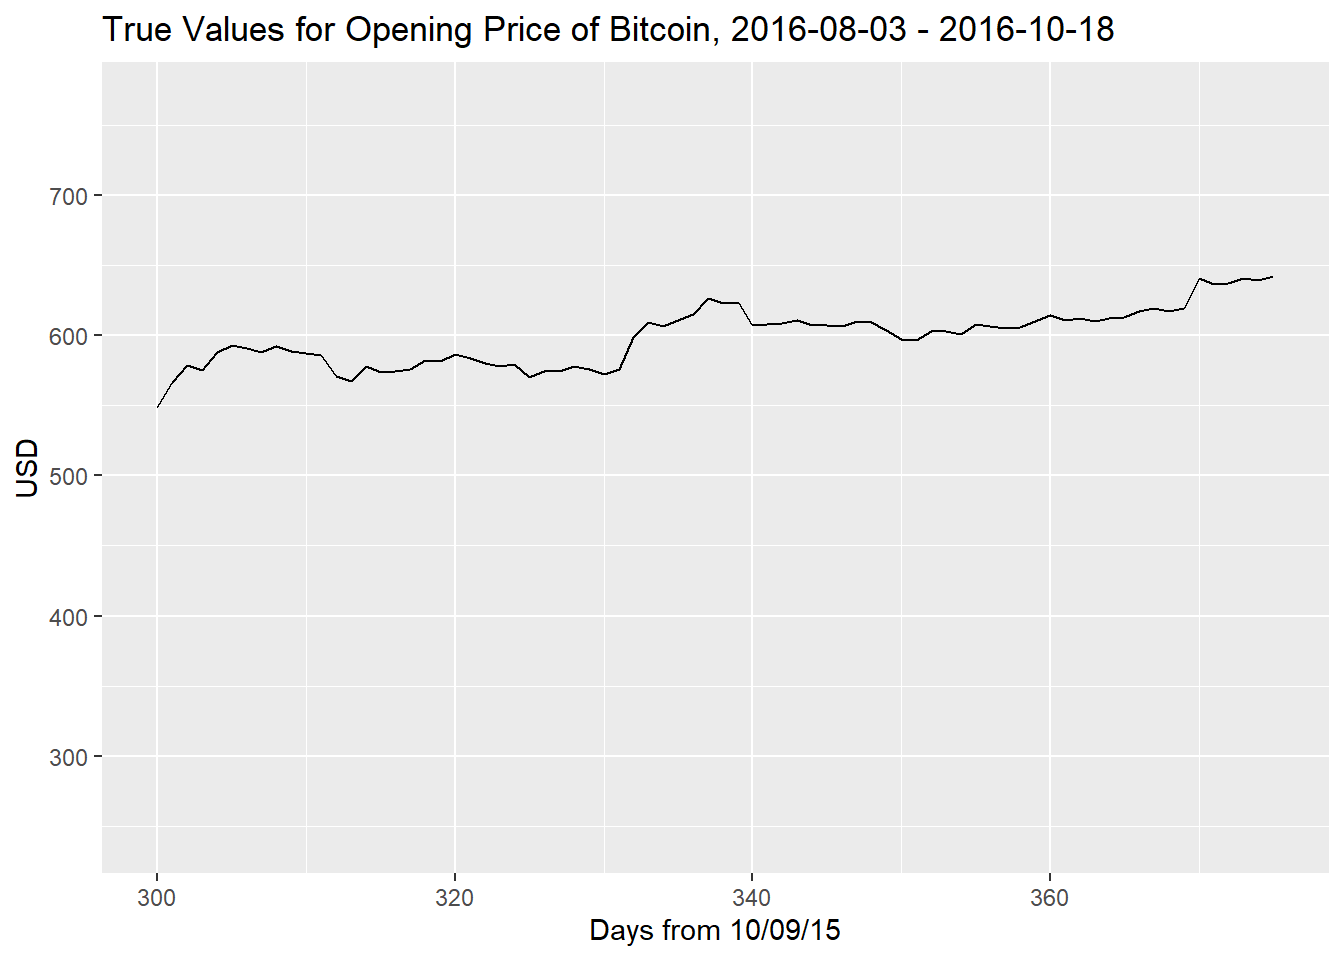 True Values for Opening Price of Bitcoin, 2016-08-03 - 2016-10-18
USD
700
600
500
400
300
300 320 340 360
Days from 10/09/15